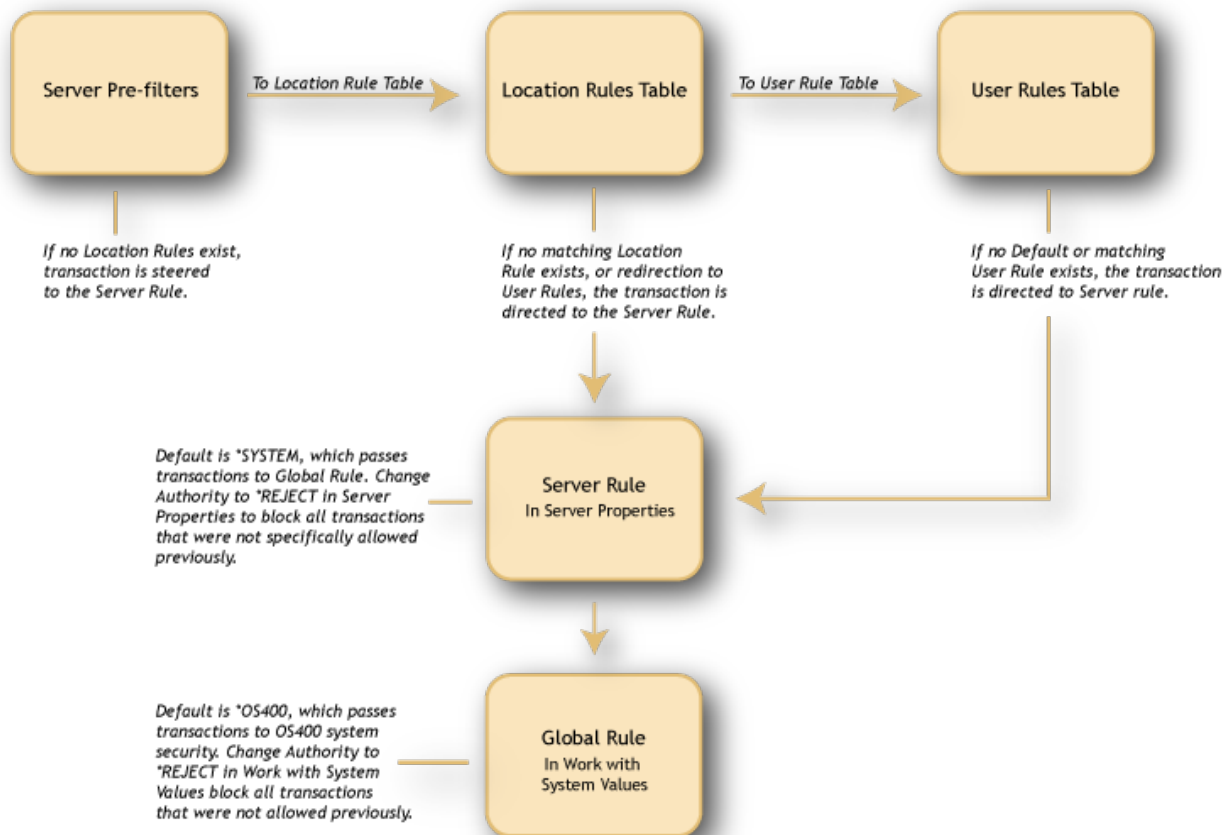 Server Pre-filters
To Location Rule Table
Location Rules Table
To User Rule Table
User Rules Table
If no Location Rules exist,
transaction is steered
to the Server Rule.
If no matching Location
Rule exists, or redirection to
User Rules, the transaction is
directed to the Server Rule.
If no Default or matching
User Rule exists, the transaction
is directed to Server rule.
Default is *SYSTEM, which passes
transactions to Global Rule. Change
Authority to *REJECT in Server
Properties to block all transactions
that were not specifically allowed
previously.
Server Rule
In Server Properties
Default is *OS400, which passes
transactions to OS400 system
security. Change Authority to
*REJECT in Work with System
Values block all transactions
that were not allowed previously.
Global Rule
In Work with
System Values